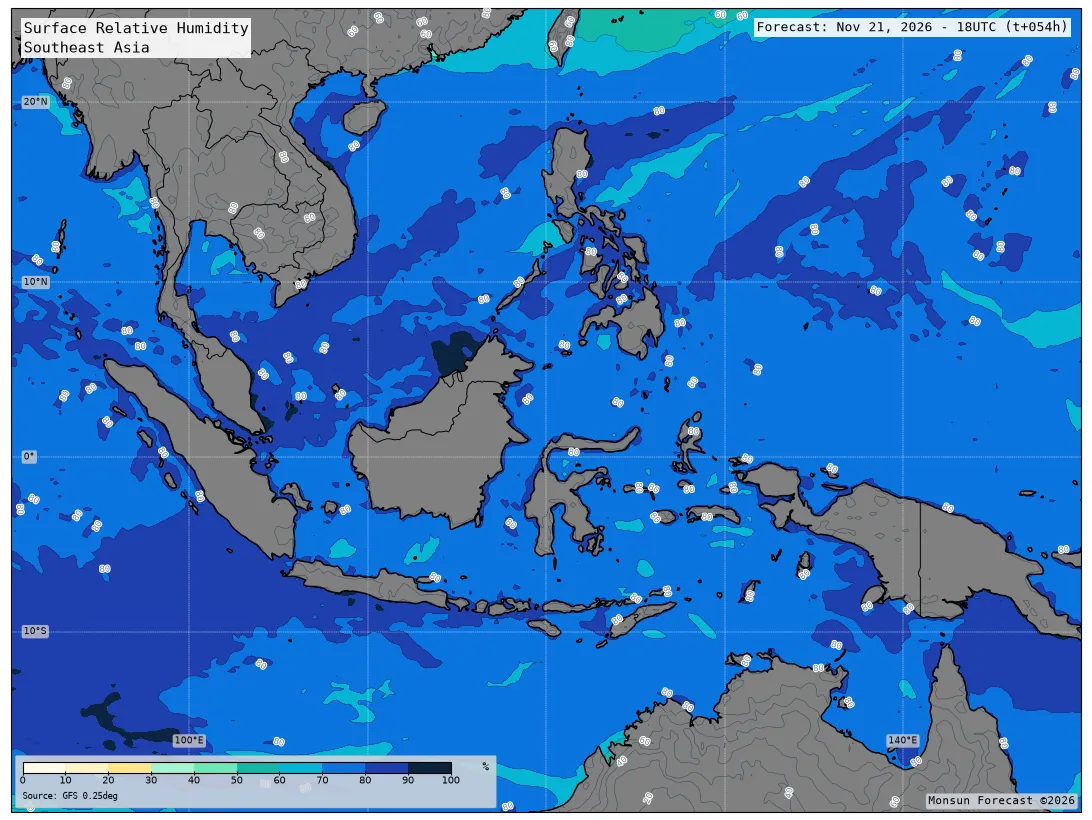 Surface Relative Humidity
Southeast Asia
Forecast: Nov 21, 2026 - 18UTC (t+054h)
20°N
10°N
0°
10°S
100°E
140°E
0 10 20 30 40 50 60 70 80 90 100 %
Source: GFS 0.25deg
Monsun Forecast ©2026